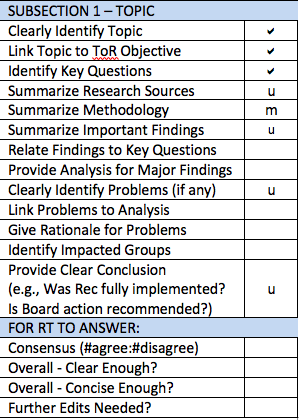 SUBSECTION 1 – TOPIC
Clearly Identify Topic ✔
Link Topic to ToR Objective ✔
Identify Key Questions ✔
Summarize Research Sources u
Summarize Methodology m
Summarize Important Findings u
Relate Findings to Key Questions
Provide Analysis for Major Findings
Clearly Identify Problems (if any) u
Link Problems to Analysis
Give Rationale for Problems
Identify Impacted Groups
Provide Clear Conclusion
(e.g., Was Rec fully implemented? u
Is Board action recommended?)
FOR RT TO ANSWER:
Consensus (#agree:#disagree)
Overall - Clear Enough?
Overall - Concise Enough?
Further Edits Needed?